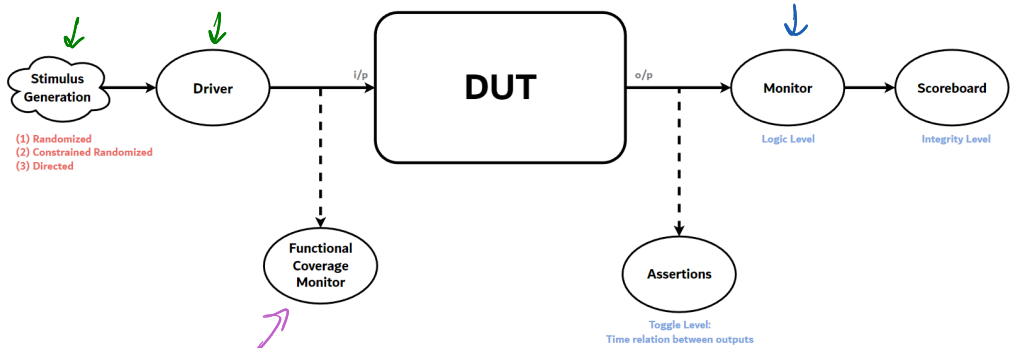 Stimulus
Generation
(1) Randomized
(2) Constrained Randomized
(3) Directed
Driver
i/p
DUT
o/p
Monitor
Logic Level
Scoreboard
Integrity Level
Functional
Coverage
Monitor
Assertions
Toggle Level:
Time relation between outputs